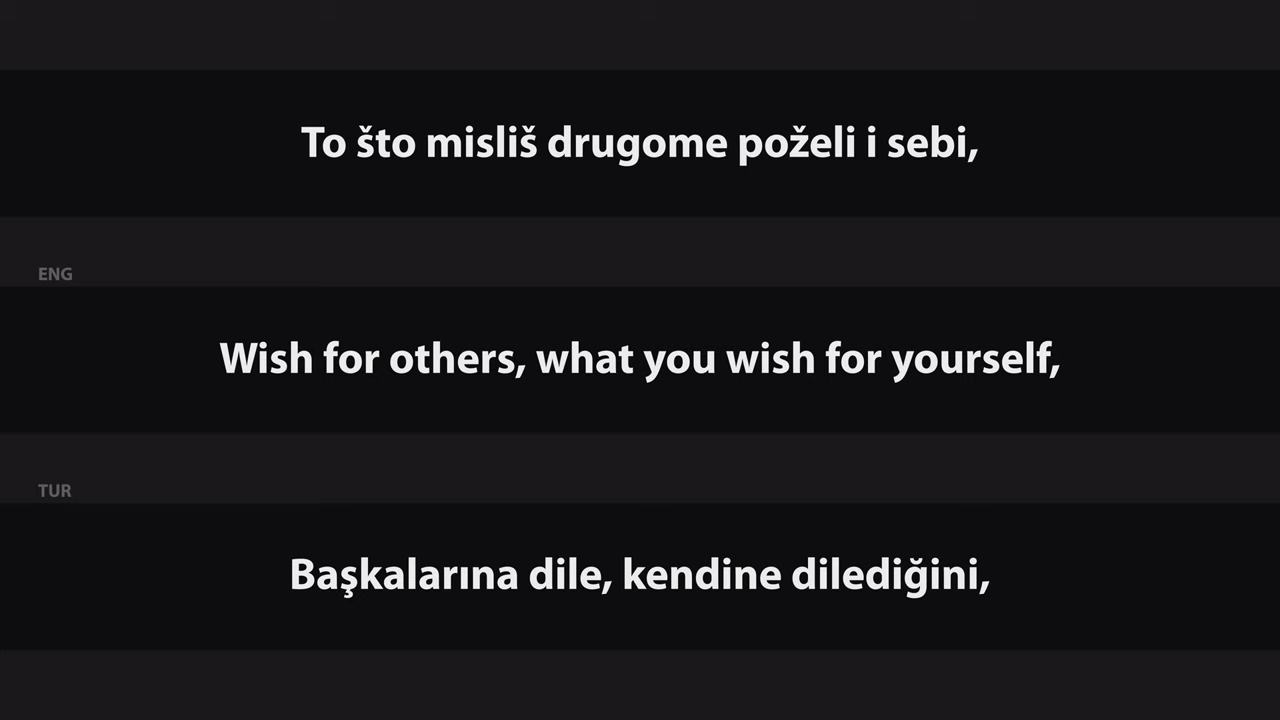 To što misliš drugome poželi i sebi,
ENG
Wish for others, what you wish for yourself,
TUR
Başkalarına dile, kendine dilediğini,